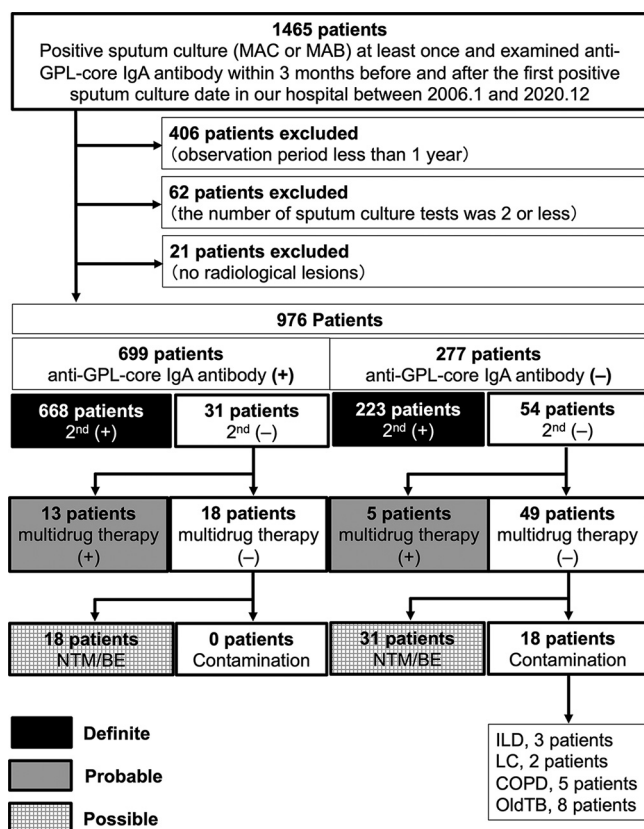 1465 patients
Positive sputum culture (MAC or MAB) at least once and examined anti-
GPL-core IgA antibody within 3 months before and after the first positive
sputum culture date in our hospital between 2006.1 and 2020.12
406 patients excluded
(observation period less than 1 year)
62 patients excluded
(the number of sputum culture tests was 2 or less)
21 patients excluded
(no radiological lesions)
976 Patients
699 patients
anti-GPL-core IgA antibody (+)
277 patients
anti-GPL-core IgA antibody (–)
668 patients
2nd (+)
31 patients
2nd (–)
223 patients
2nd (+)
54 patients
2nd (–)
13 patients
multidrug therapy
(+)
18 patients
multidrug therapy
(–)
5 patients
multidrug therapy
(+)
49 patients
multidrug therapy
(–)
18 patients
NTM/BE
0 patients
Contamination
31 patients
NTM/BE
18 patients
Contamination
ILD, 3 patients
LC, 2 patients
COPD, 5 patients
OldTB, 8 patients
Definite
Probable
Possible